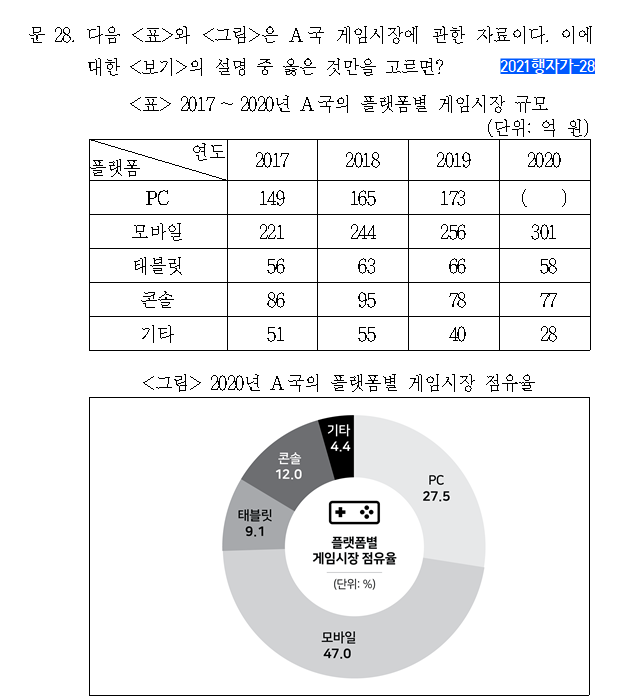 문 28. 다음 <표>와 <그림>은 A국 게임시장에 관한 자료이다. 이에
대한 <보기>의 설명 중 옳은 것만을 고르면? 2021행자가-28
<표> 2017 ~ 2020년 A국의 플랫폼별 게임시장 규모
(단위: 억 원)
플랫폼 연도 2017 2018 2019 2020
PC 149 165 173 ( )
모바일 221 244 256 301
태블릿 56 63 66 58
콘솔 86 95 78 77
기타 51 55 40 28
<그림> 2020년 A국의 플랫폼별 게임시장 점유율
기타
4.4
콘솔
12.0
PC
27.5
태블릿
9.1
플랫폼별
게임시장 점유율
(단위: %)
모바일
47.0